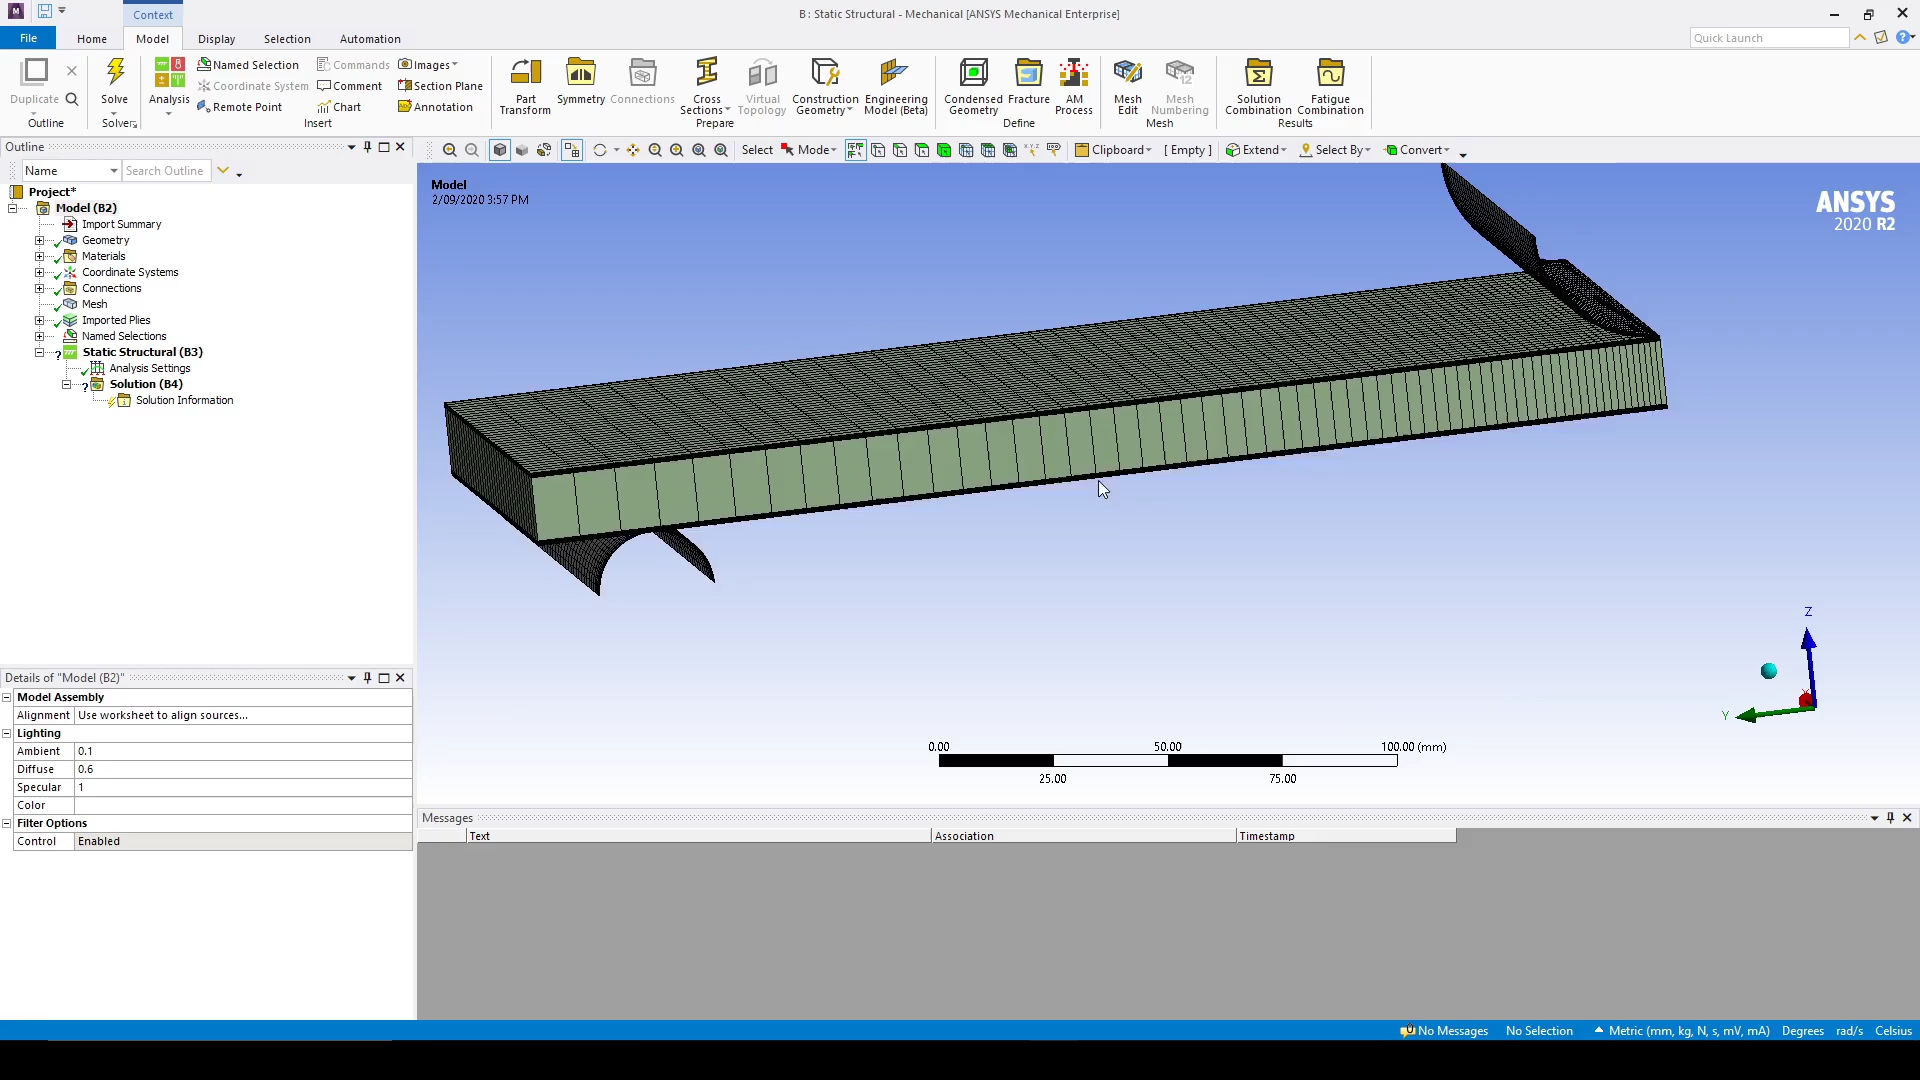 Context
B : Static Structural - Mechanical [ANSYS Mechanical Enterprise]
File Home Model Display Selection Automation
Quick Launch
Duplicate
Outline
Solve
Solver
Analysis
Named Selection
Coordinate System
Remote Point
Commands
Comment
Chart
Images
Section Plane
Annotation
Insert
Part Transform
Symmetry
Connections
Cross Sections
Virtual Topology
Construction Geometry
Engineering Model (Beta)
Prepare
Condensed Geometry
Fracture
AM Process
Define
Mesh Edit
Mesh Numbering
Mesh
Solution Combination
Fatigue Combination
Results
Outline
Name Search Outline
Select Mode Clipboard [ Empty ] Extend Select By Convert
Project*
Model (B2)
Import Summary
Geometry
Materials
Coordinate Systems
Connections
Mesh
Imported Plies
Named Selections
Static Structural (B3)
Analysis Settings
Solution (B4)
Solution Information
Model
2/09/2020 3:57 PM
ANSYS
2020 R2
Z
Y
X
0.00 50.00 100.00 (mm)
25.00 75.00
Details of "Model (B2)"
Model Assembly
Alignment Use worksheet to align sources...
Lighting
Ambient 0.1
Diffuse 0.6
Specular 1
Color
Filter Options
Control Enabled
Messages
Text Association Timestamp
No Messages No Selection Metric (mm, kg, N, s, mV, mA) Degrees rad/s Celsius